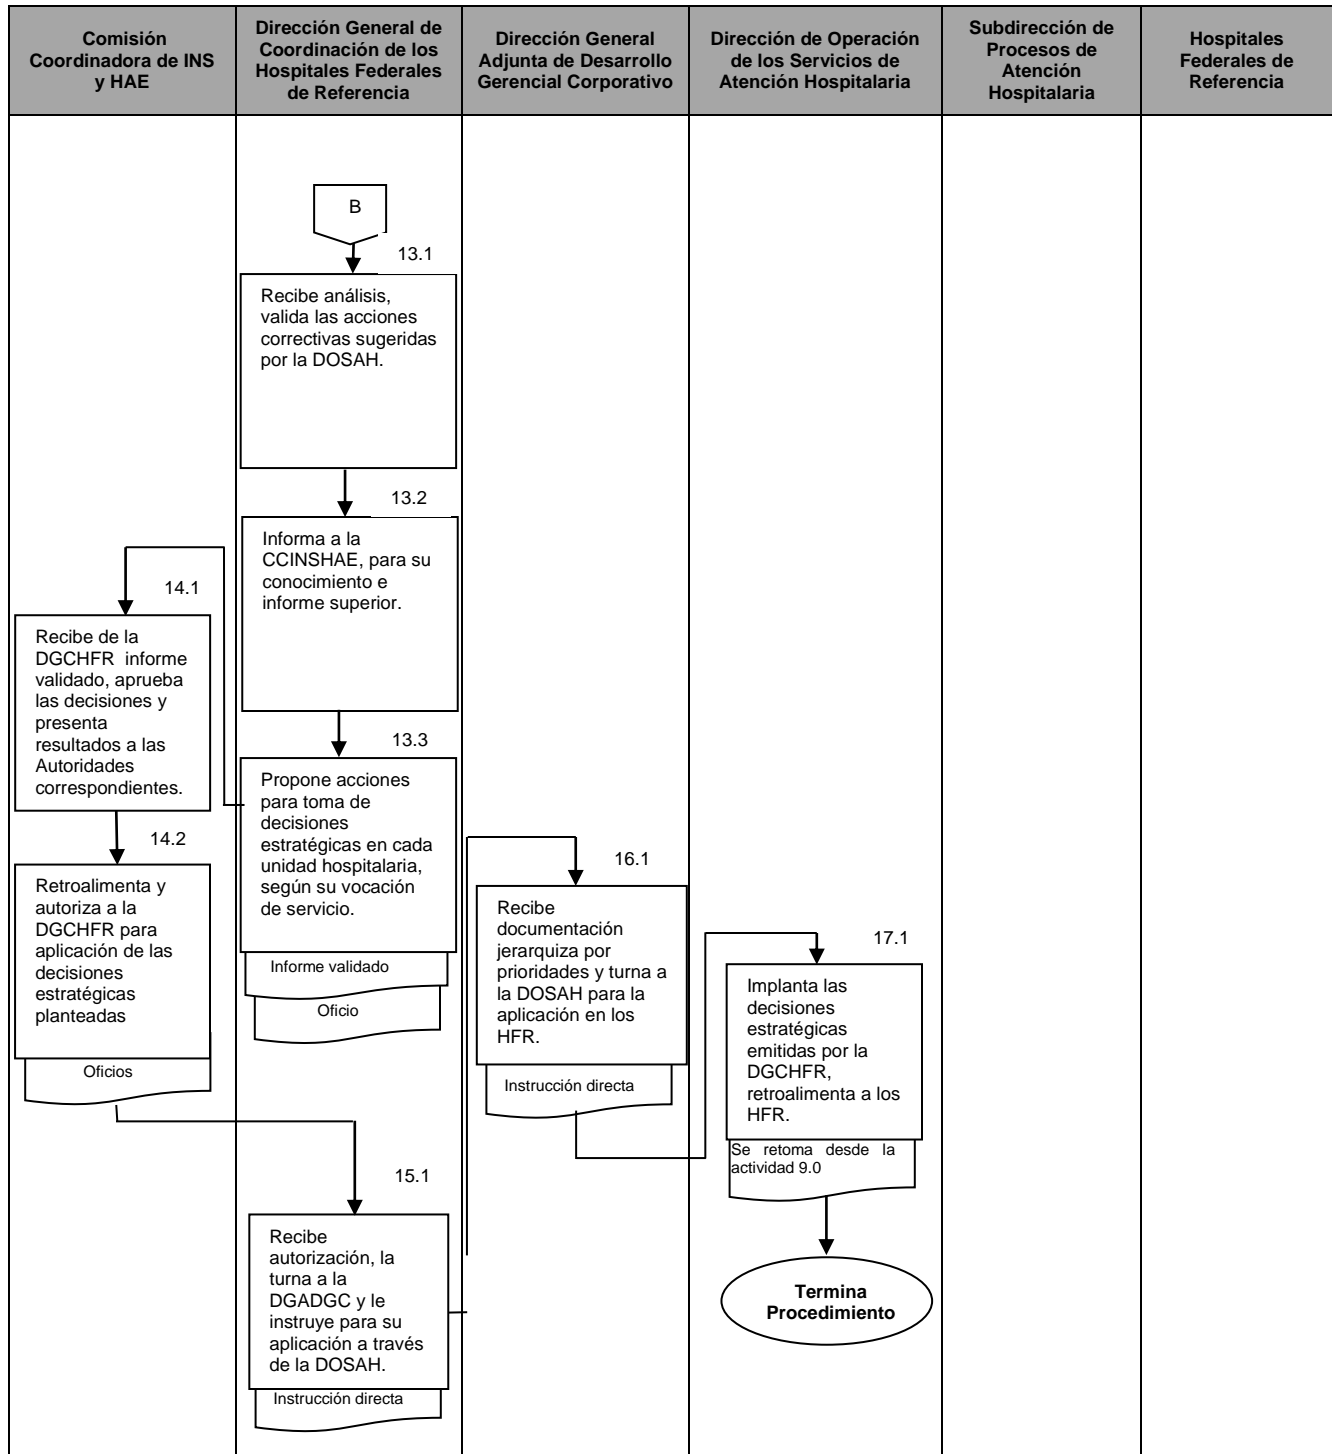 Comisión
Coordinadora de INS
y HAE
Dirección General de
Coordinación de los
Hospitales Federales
de Referencia
Dirección General
Adjunta de Desarrollo
Gerencial Corporativo
Dirección de Operación
de los Servicios de
Atención Hospitalaria
Subdirección de
Procesos de
Atención
Hospitalaria
Hospitales
Federales de
Referencia
B
13.1
Recibe análisis,
valida las acciones
correctivas sugeridas
por la DOSAH.
13.2
Informa a la
CCINSHAE, para su
conocimiento e
informe superior.
13.3
Propone acciones
para toma de
decisiones
estratégicas en cada
unidad hospitalaria,
según su vocación
de servicio.
Informe validado
Oficio
14.1
Recibe de la
DGCHFR informe
validado, aprueba
las decisiones y
presenta
resultados a las
Autoridades
correspondientes.
14.2
Retroalimenta y
autoriza a la
DGCHFR para
aplicación de las
decisiones
estratégicas
planteadas
Oficios
15.1
Recibe
autorización, la
turna a la
DGADGC y le
instruye para su
aplicación a través
de la DOSAH.
Instrucción directa
16.1
Recibe
documentación
jerarquiza por
prioridades y turna a
la DOSAH para la
aplicación en los
HFR.
Instrucción directa
17.1
Implanta las
decisiones
estratégicas
emitidas por la
DGCHFR,
retroalimenta a los
HFR.
Se retoma desde la
actividad 9.0
Termina
Procedimiento